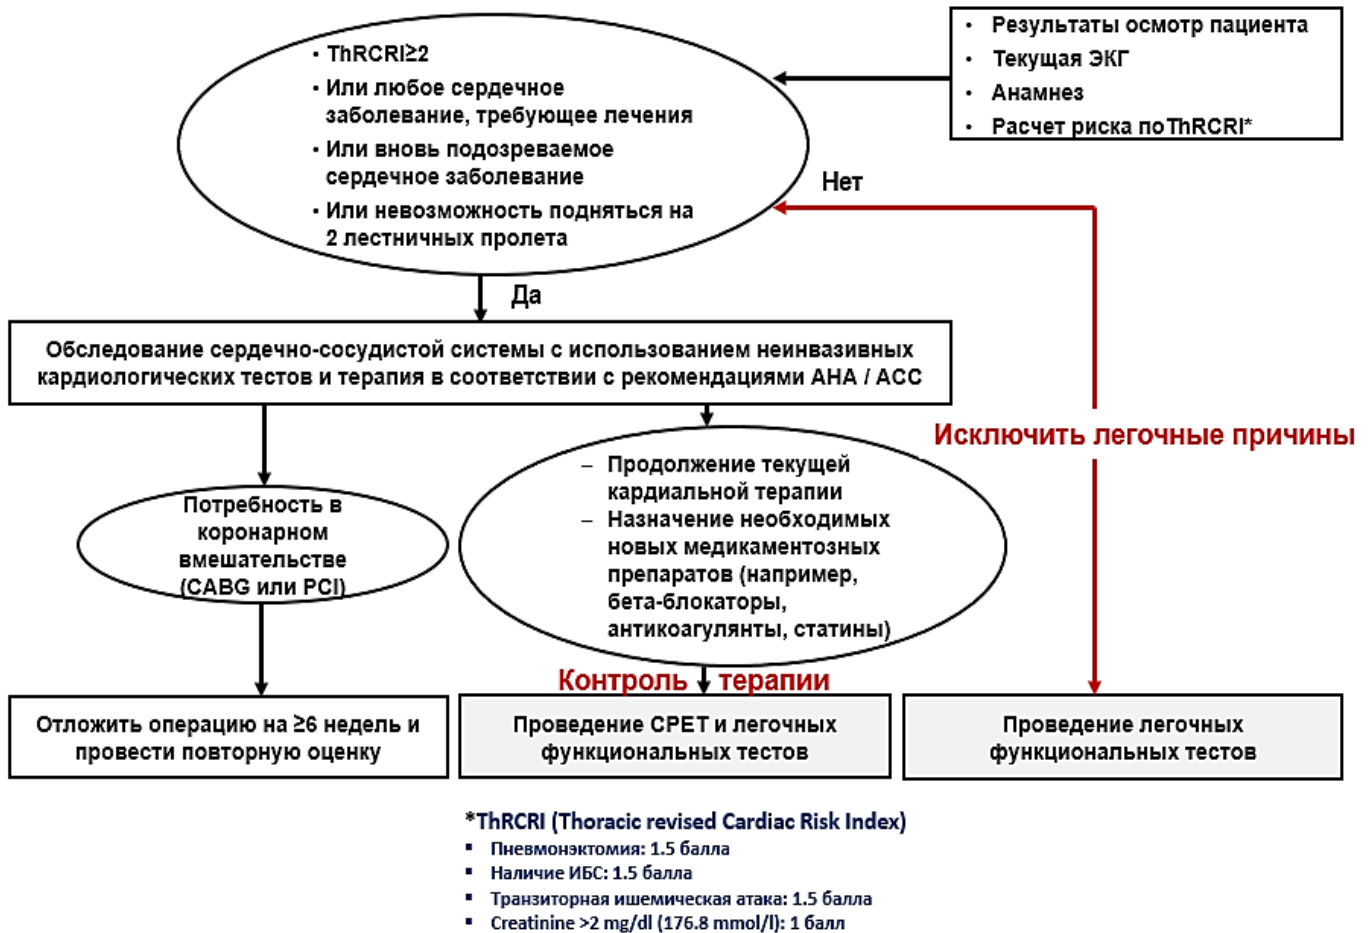 • Результаты осмотр пациента
• Текущая ЭКГ
• Анамнез
• Расчет риска поThRCRI*
• ThRCRI≥2
• Или любое сердечное
заболевание, требующее лечения
• Или вновь подозреваемое
сердечное заболевание
• Или невозможность подняться на
2 лестничных пролета
Нет
Да
Обследование сердечно-сосудистой системы с использованием неинвазивных
кардиологических тестов и терапия в соответствии с рекомендациями АНА / АСС
Исключить легочные причины
Потребность в
коронарном
вмешательстве
(CABG или PCI)
– Продолжение текущей
кардиальной терапии
– Назначение необходимых
новых медикаментозных
препаратов (например,
бета-блокаторы,
антикоагулянты, статины)
Контроль терапии
Отложить операцию на ≥6 недель и
провести повторную оценку
Проведение CPET и легочных
функциональных тестов
Проведение легочных
функциональных тестов
*ThRCRI (Thoracic revised Cardiac Risk Index)
▪ Пневмонэктомия: 1.5 балла
▪ Наличие ИБС: 1.5 балла
▪ Транзиторная ишемическая атака: 1.5 балла
▪ Creatinine >2 mg/dl (176.8 mmol/l): 1 балл